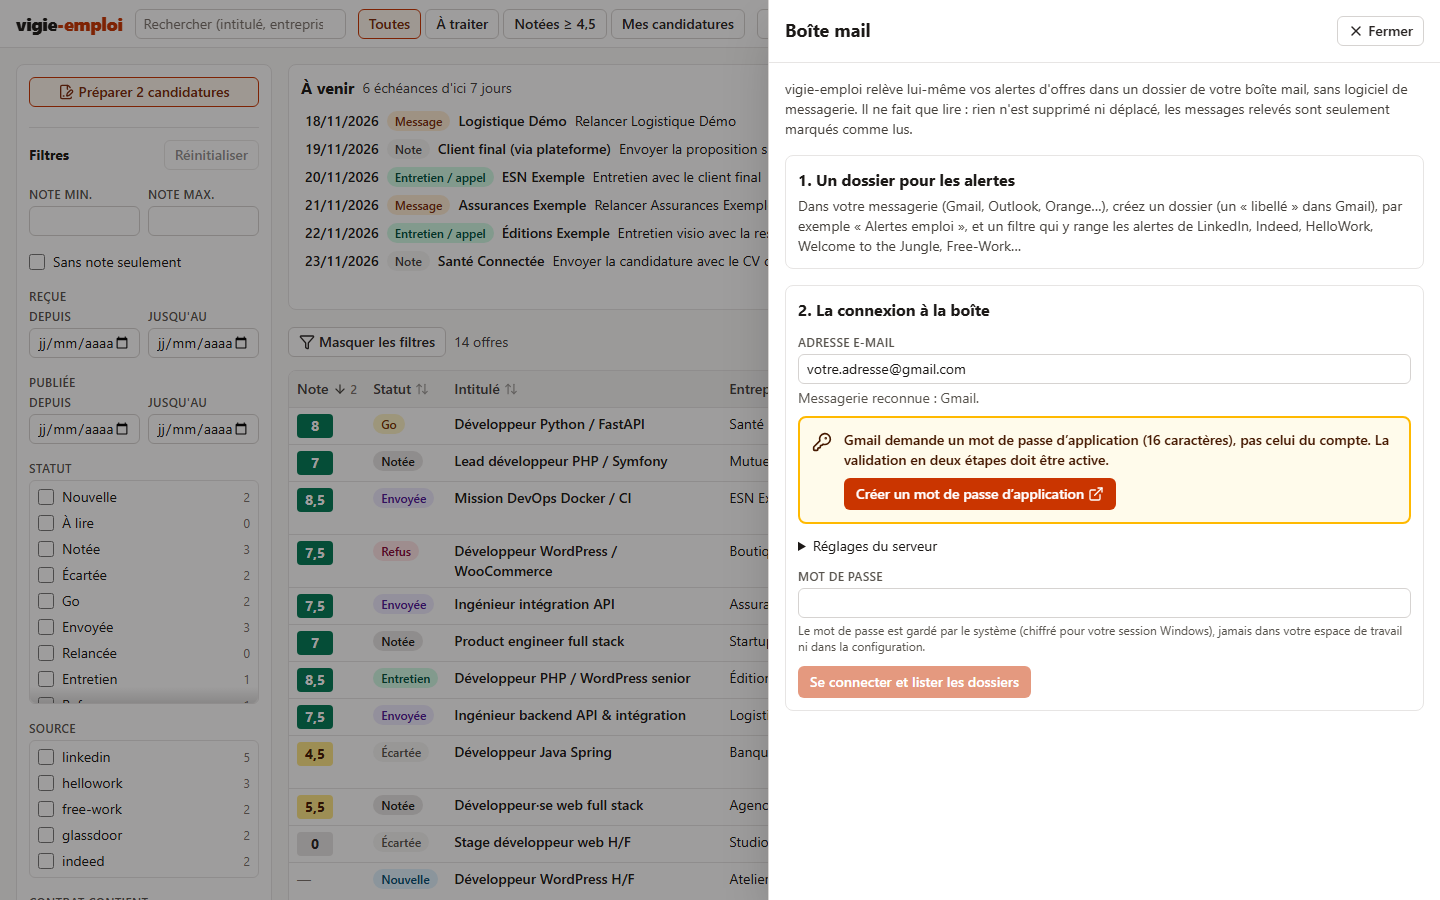 vigie-emploi
Rechercher (intitulé, entrepris
Toutes
À traiter
Notées ≥ 4,5
Mes candidatures
Préparer 2 candidatures
Filtres
Réinitialiser
NOTE MIN.
NOTE MAX.
Sans note seulement
REÇUE
DEPUIS
JUSQU'AU
jj/mm/aaaa
jj/mm/aaaa
PUBLIÉE
DEPUIS
JUSQU'AU
jj/mm/aaaa
jj/mm/aaaa
STATUT
Nouvelle 2
À lire 0
Notée 3
Écartée 2
Go 2
Envoyée 3
Relancée 0
Entretien 1
SOURCE
linkedin 5
hellowork 3
free-work 2
glassdoor 2
indeed 2
À venir 6 échéances d'ici 7 jours
18/11/2026 Message Logistique Démo Relancer Logistique Démo
19/11/2026 Note Client final (via plateforme) Envoyer la proposition s
20/11/2026 Entretien / appel ESN Exemple Entretien avec le client final
21/11/2026 Message Assurances Exemple Relancer Assurances Exempl
22/11/2026 Entretien / appel Éditions Exemple Entretien visio avec la res
23/11/2026 Note Santé Connectée Envoyer la candidature avec le CV
Masquer les filtres 14 offres
Note ↓ 2 Statut Intitulé Entrep
8 Go Développeur Python / FastAPI Santé
7 Notée Lead développeur PHP / Symfony Mutue
8,5 Envoyée Mission DevOps Docker / CI ESN Ex
7,5 Refus Développeur WordPress / WooCommerce Boutiq
7,5 Envoyée Ingénieur intégration API Assura
7 Notée Product engineer full stack Startup
8,5 Entretien Développeur PHP / WordPress senior Édition
7,5 Envoyée Ingénieur backend API & intégration Logist
4,5 Écartée Développeur Java Spring Banqu
5,5 Notée Développeur·se web full stack Agenc
0 Écartée Stage développeur web H/F Studio
— Nouvelle Développeur WordPress H/F Atelier
Boîte mail
Fermer
vigie-emploi relève lui-même vos alertes d'offres dans un dossier de votre boîte mail, sans logiciel de
messagerie. Il ne fait que lire : rien n'est supprimé ni déplacé, les messages relevés sont seulement
marqués comme lus.
1. Un dossier pour les alertes
Dans votre messagerie (Gmail, Outlook, Orange…), créez un dossier (un « libellé » dans Gmail), par
exemple « Alertes emploi », et un filtre qui y range les alertes de LinkedIn, Indeed, HelloWork,
Welcome to the Jungle, Free-Work…
2. La connexion à la boîte
ADRESSE E-MAIL
votre.adresse@gmail.com
Messagerie reconnue : Gmail.
Gmail demande un mot de passe d’application (16 caractères), pas celui du compte. La
validation en deux étapes doit être active.
Créer un mot de passe d’application
Réglages du serveur
MOT DE PASSE
Le mot de passe est gardé par le système (chiffré pour votre session Windows), jamais dans votre espace de travail
ni dans la configuration.
Se connecter et lister les dossiers